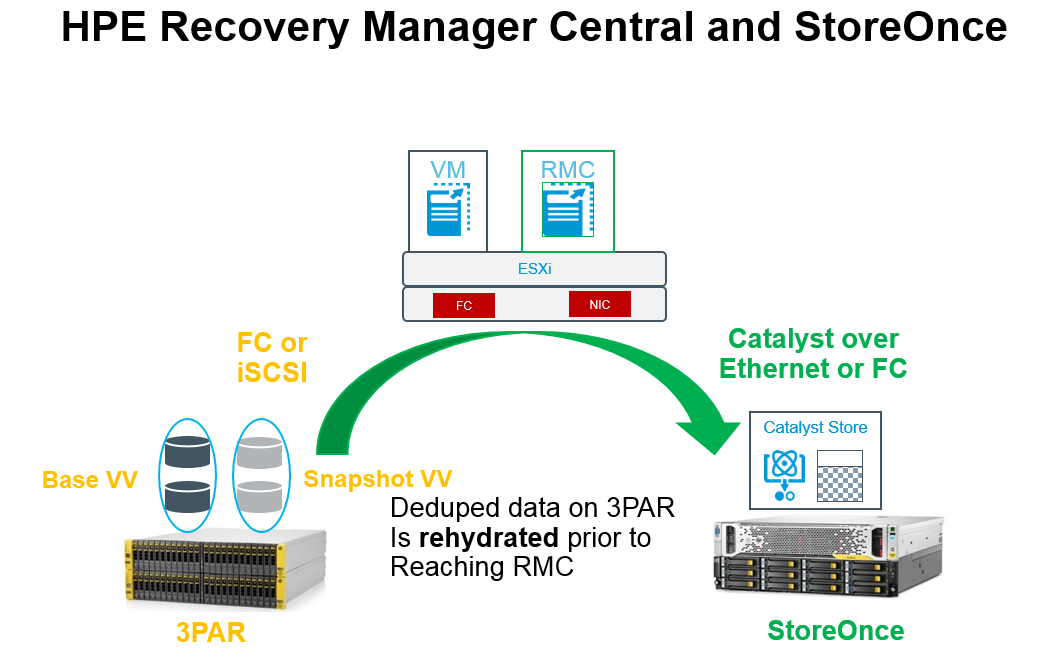 HPE Recovery Manager Central and StoreOnce
VM
RMC
ESXi
FC
NIC
FC or
iSCSI
Catalyst over
Ethernet or FC
Catalyst Store
Base VV
Snapshot VV
Deduped data on 3PAR
Is rehydrated prior to
Reaching RMC
3PAR
StoreOnce